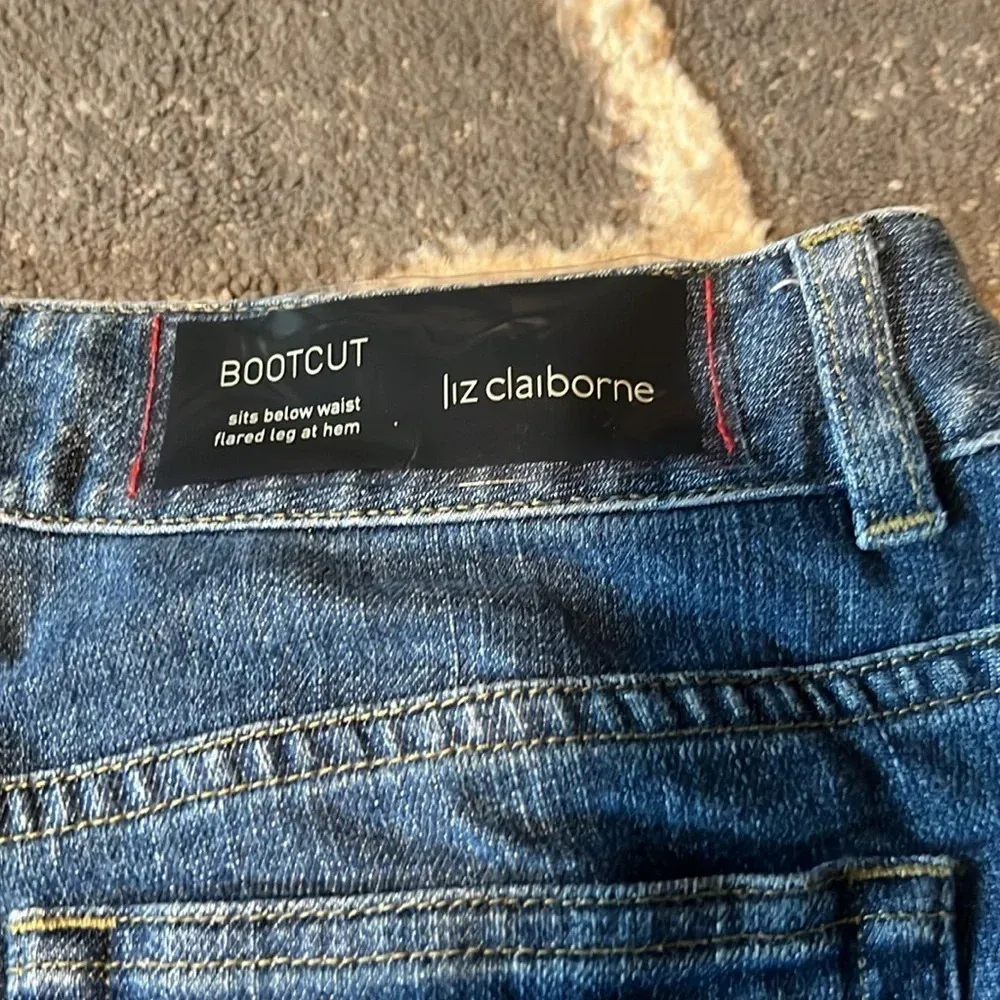 BOOTCUT
sits below waist
flared leg at hem
liz claiborne